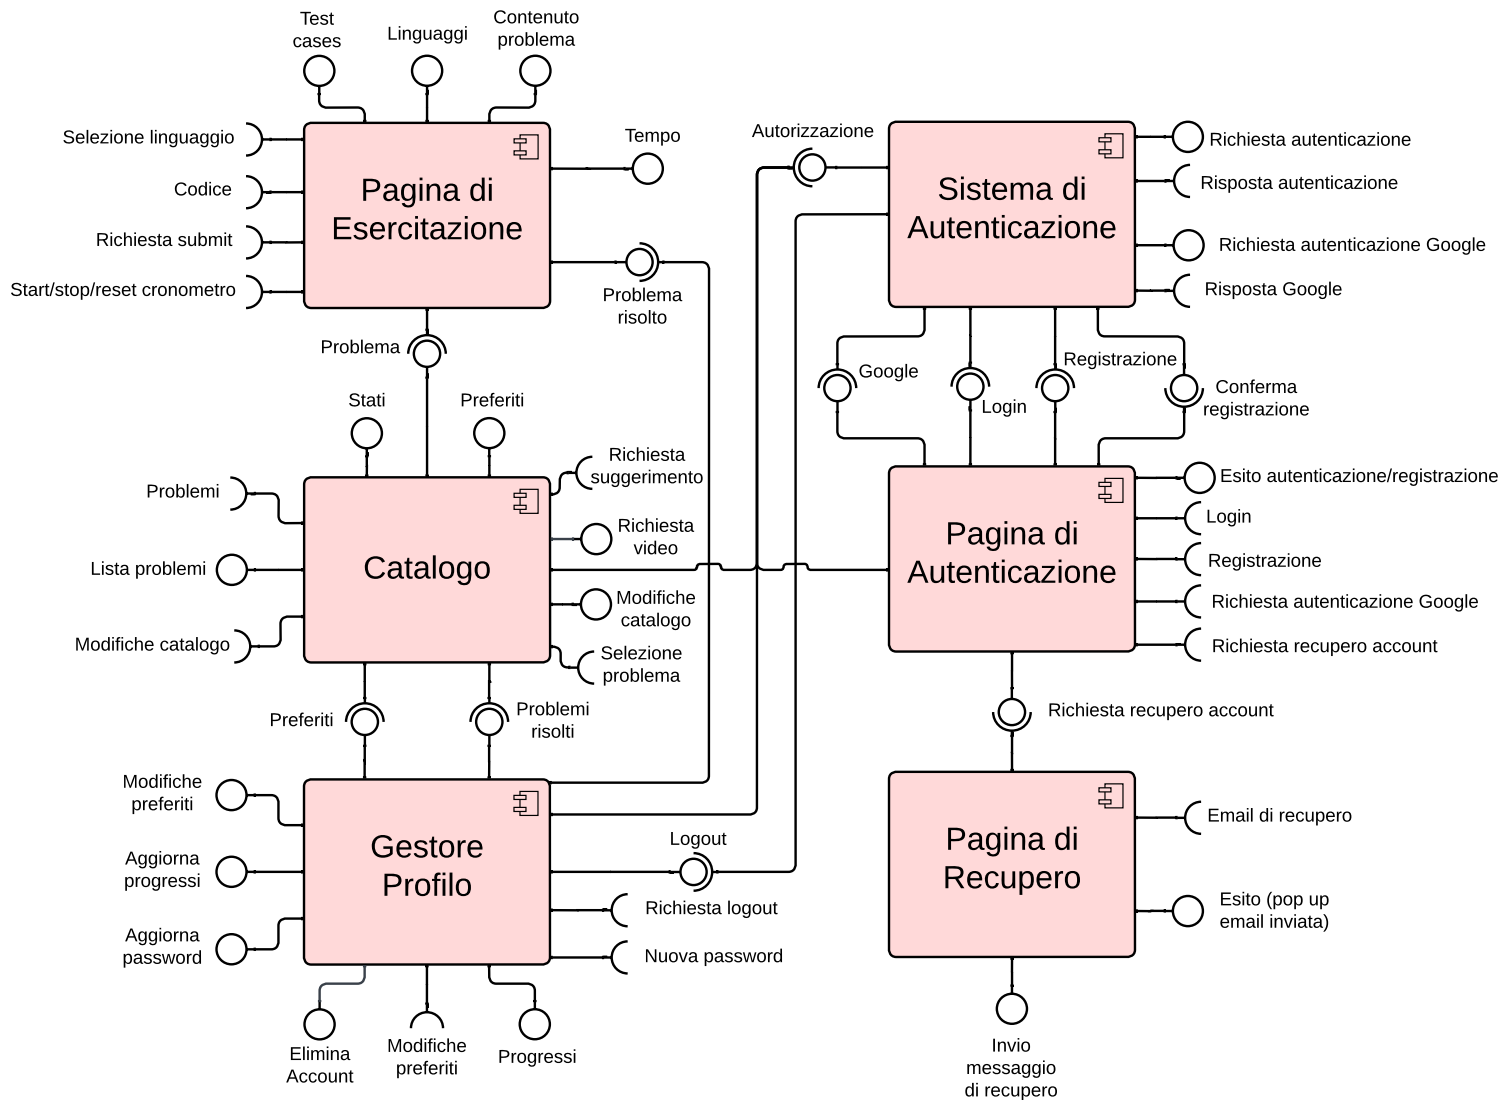 Test
cases
Linguaggi
Contenuto
problema
Selezione linguaggio
Codice
Richiesta submit
Start/stop/reset cronometro
Pagina di
Esercitazione
Tempo
Problema
risolto
Problema
Autorizzazione
Sistema di
Autenticazione
Richiesta autenticazione
Risposta autenticazione
Richiesta autenticazione Google
Risposta Google
Google
Login
Registrazione
Conferma
registrazione
Stati
Preferiti
Problemi
Lista problemi
Modifiche catalogo
Catalogo
Richiesta
suggerimento
Richiesta
video
Modifiche
catalogo
Selezione
problema
Pagina di
Autenticazione
Esito autenticazione/registrazione
Login
Registrazione
Richiesta autenticazione Google
Richiesta recupero account
Preferiti
Problemi
risolti
Richiesta recupero account
Modifiche
preferiti
Aggiorna
progressi
Aggiorna
password
Gestore
Profilo
Logout
Richiesta logout
Nuova password
Elimina
Account
Modifiche
preferiti
Progressi
Pagina di
Recupero
Email di recupero
Esito (pop up
email inviata)
Invio
messaggio
di recupero